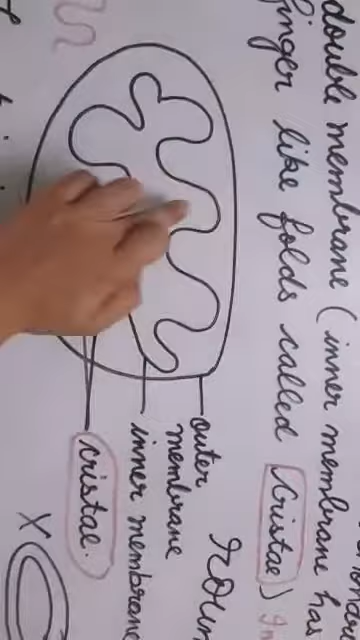 double membrane (inner membrane has
finger like folds called Cristae)
outer
membrane
inner membrane
cristae.
X